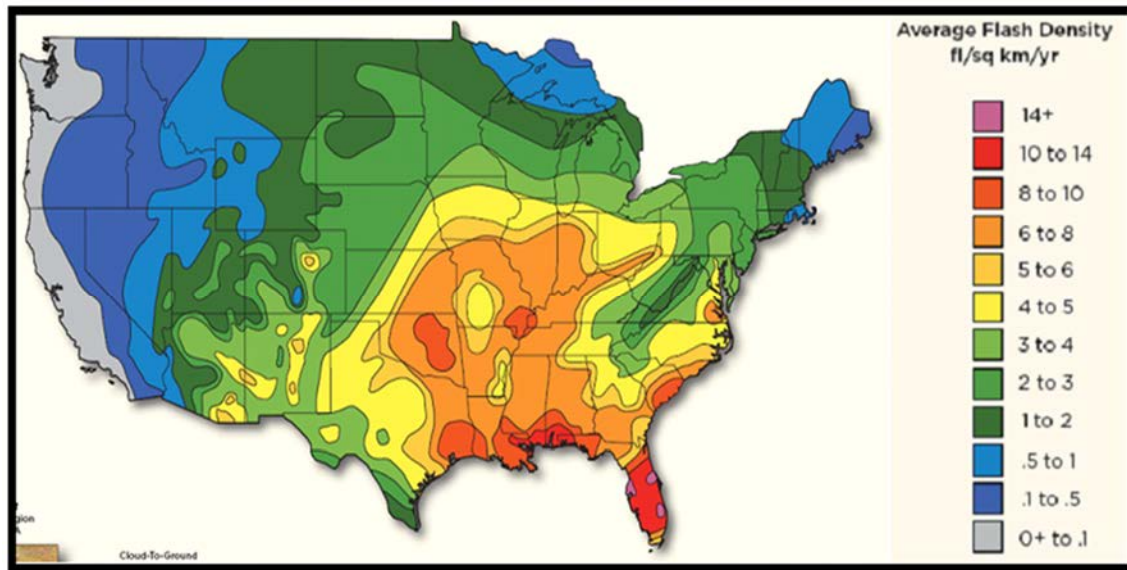 Average Flash Density
fl/sq km/yr
14+
10 to 14
8 to 10
6 to 8
5 to 6
4 to 5
3 to 4
2 to 3
1 to 2
.5 to 1
.1 to .5
0+ to .1
gion
Cloud-To-Ground